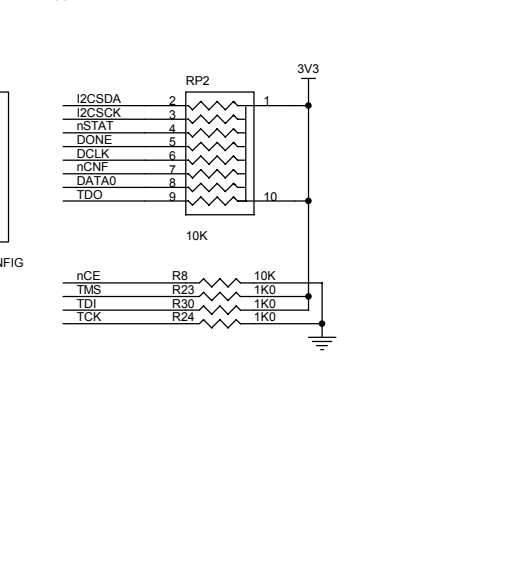 RP2
3V3
I2CSDA 2 1
I2CSCK 3
nSTAT 4
DONE 5
DCLK 6
nCNF 7
DATA0 8
TDO 9 10
10K
NFIG
nCE R8 10K
TMS R23 1K0
TDI R30 1K0
TCK R24 1K0